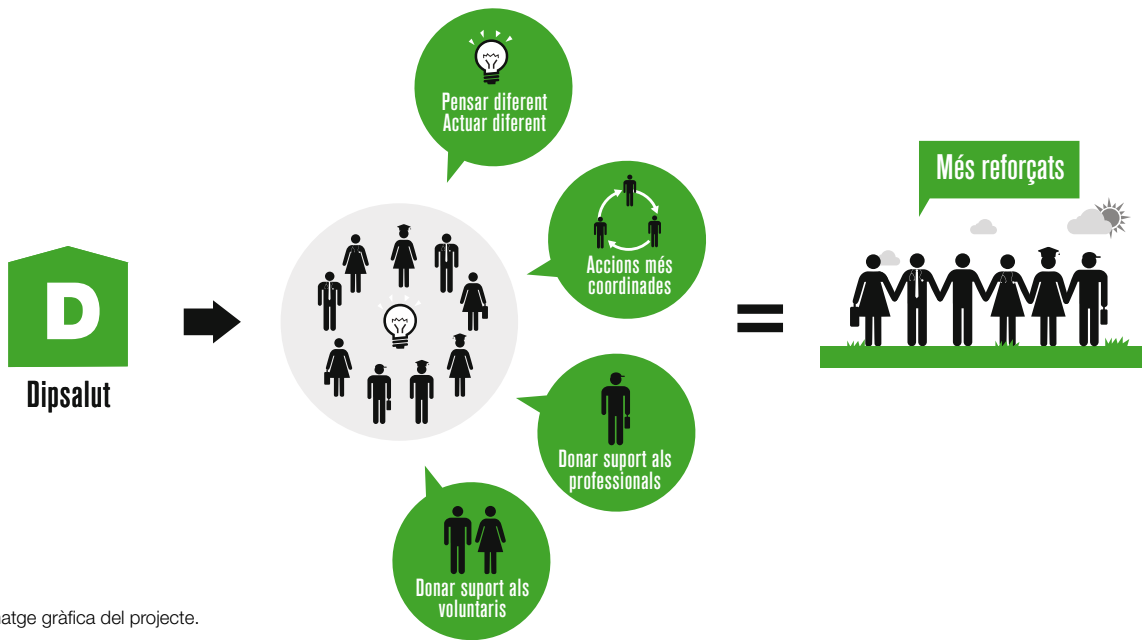 Pensar diferent
Actuar diferent
Més reforçats
Accions més
coordinades
D
Dipsalut
Donar suport als
professionals
Donar suport als
voluntaris
gràfica del projecte.